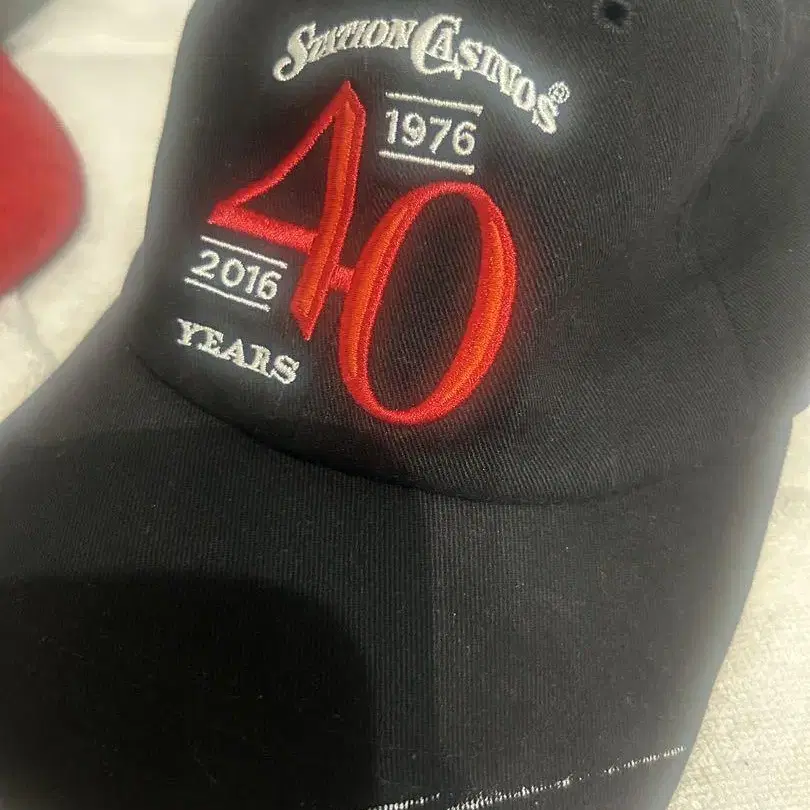 STATION CASINOS®
1976
40
2016
YEARS